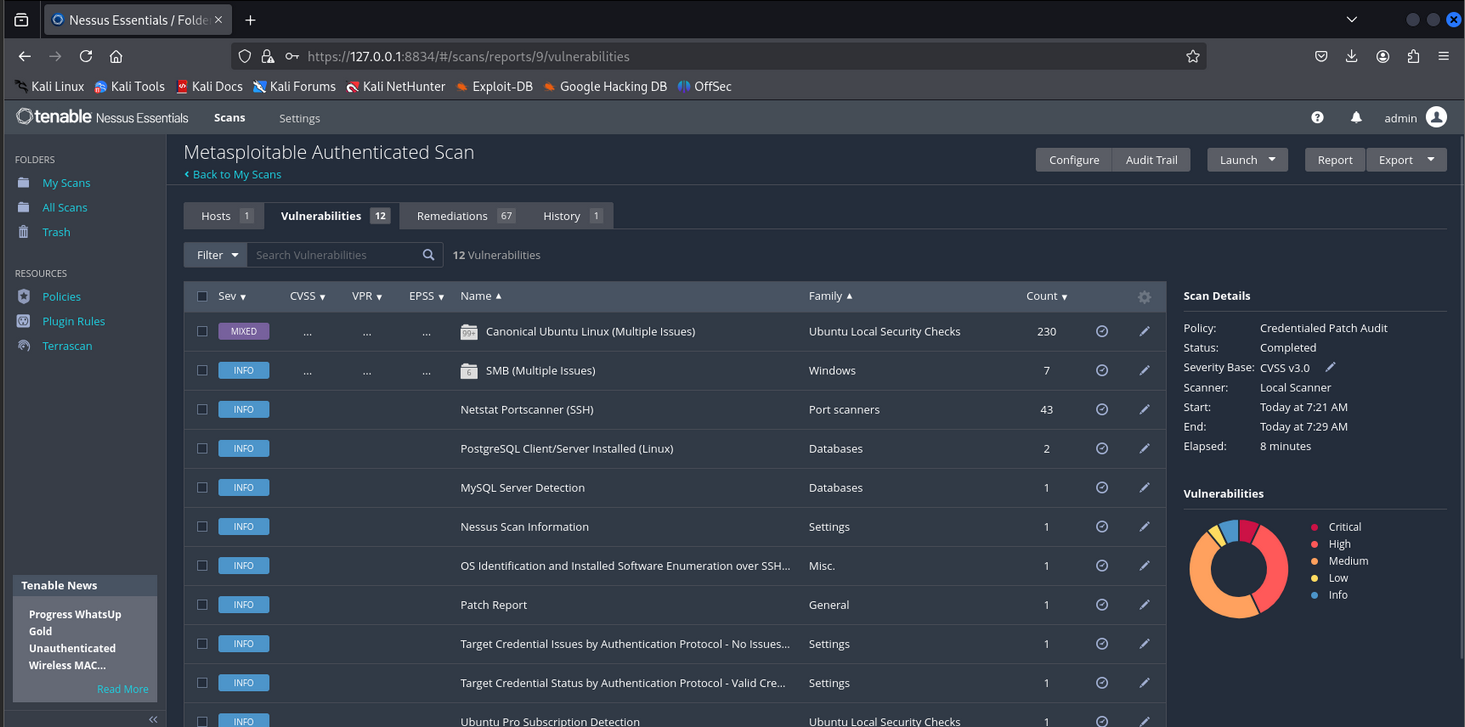 Nessus Essentials / Folde
https://127.0.0.1:8834/#/scans/reports/9/vulnerabilities
Kali Linux Kali Tools Kali Docs Kali Forums Kali NetHunter Exploit-DB Google Hacking DB OffSec
tenable Nessus Essentials Scans Settings admin
FOLDERS
My Scans
All Scans
Trash
RESOURCES
Policies
Plugin Rules
Terrascan
Tenable News
Progress WhatsUp
Gold
Unauthenticated
Wireless MAC...
Read More
Metasploitable Authenticated Scan
Back to My Scans
Configure Audit Trail Launch Report Export
Hosts 1 Vulnerabilities 12 Remediations 67 History 1
Filter Search Vulnerabilities 12 Vulnerabilities
Sev CVSS VPR EPSS Name Family Count
MIXED ... ... ... 99+ Canonical Ubuntu Linux (Multiple Issues) Ubuntu Local Security Checks 230
INFO ... ... ... 6 SMB (Multiple Issues) Windows 7
INFO Netstat Portscanner (SSH) Port scanners 43
INFO PostgreSQL Client/Server Installed (Linux) Databases 2
INFO MySQL Server Detection Databases 1
INFO Nessus Scan Information Settings 1
INFO OS Identification and Installed Software Enumeration over SSH... Misc. 1
INFO Patch Report General 1
INFO Target Credential Issues by Authentication Protocol - No Issues... Settings 1
INFO Target Credential Status by Authentication Protocol - Valid Cre... Settings 1
INFO Ubuntu Pro Subscription Detection Ubuntu Local Security Checks 1
Scan Details
Policy: Credentialed Patch Audit
Status: Completed
Severity Base: CVSS v3.0
Scanner: Local Scanner
Start: Today at 7:21 AM
End: Today at 7:29 AM
Elapsed: 8 minutes
Vulnerabilities
Critical
High
Medium
Low
Info